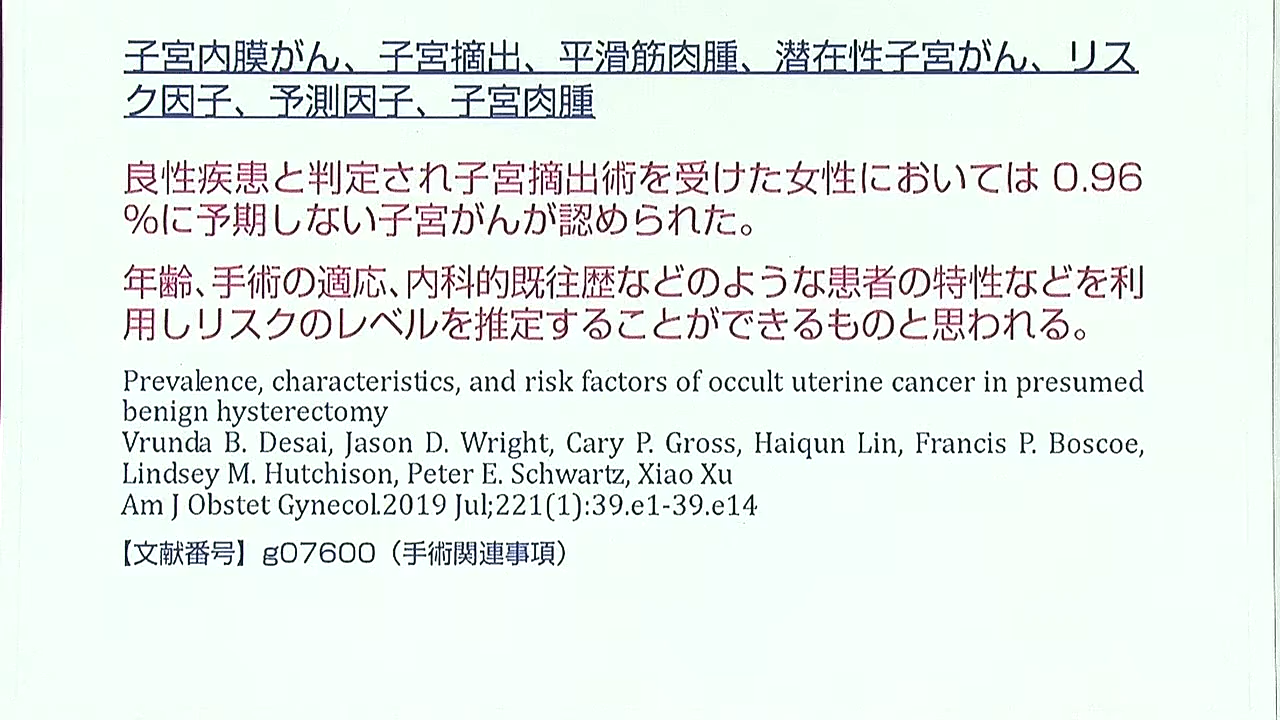 子宮内膜がん、子宮摘出、平滑筋肉腫、潜在性子宮がん、リス
ク因子、予測因子、子宮肉腫
良性疾患と判定され子宮摘出術を受けた女性においては 0.96
%に予期しない子宮がんが認められた。
年齢、手術の適応、内科的既往歴などのような患者の特性などを利
用しリスクのレベルを推定することができるものと思われる。
Prevalence, characteristics, and risk factors of occult uterine cancer in presumed
benign hysterectomy
Vrunda B. Desai, Jason D. Wright, Cary P. Gross, Haiqun Lin, Francis P. Boscoe,
Lindsey M. Hutchison, Peter E. Schwartz, Xiao Xu
Am J Obstet Gynecol.2019 Jul;221(1):39.e1-39.e14
【文献番号】g07600（手術関連事項）